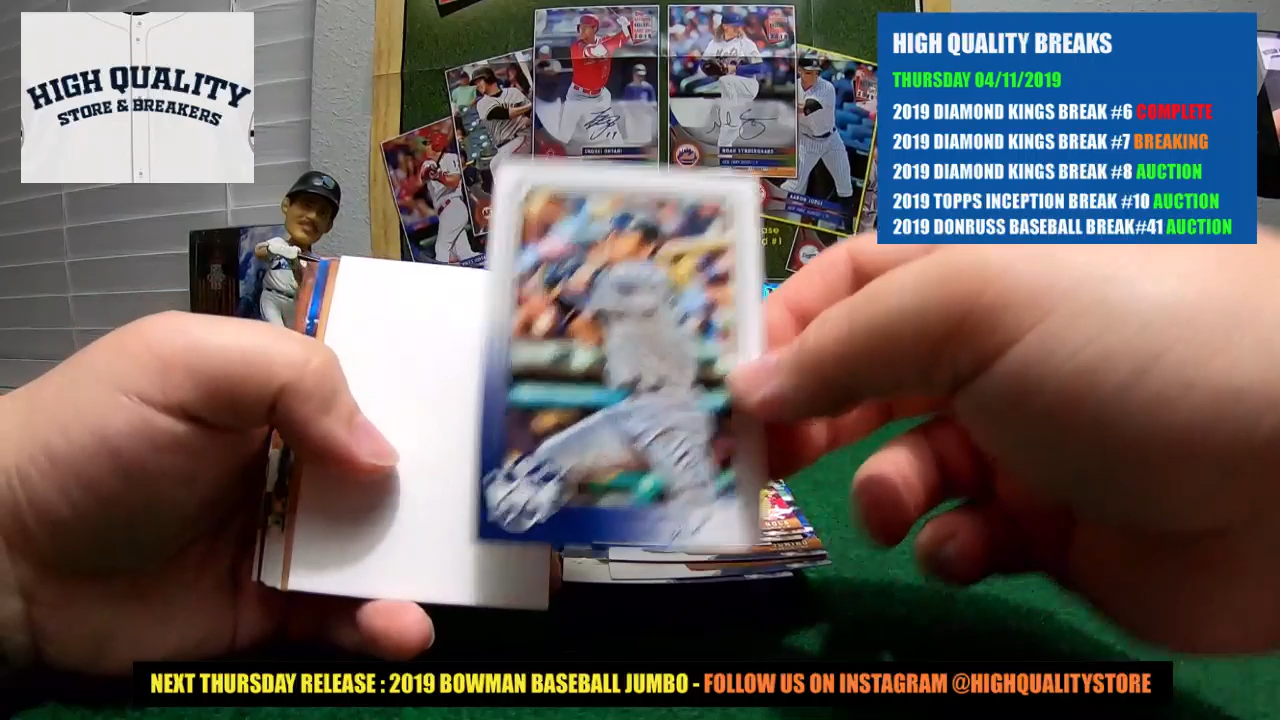 HIGH QUALITY
STORE & BREAKERS
HIGH QUALITY BREAKS
THURSDAY 04/11/2019
2019 DIAMOND KINGS BREAK #6 COMPLETE
2019 DIAMOND KINGS BREAK #7 BREAKING
2019 DIAMOND KINGS BREAK #8 AUCTION
2019 TOPPS INCEPTION BREAK #10 AUCTION
2019 DONRUSS BASEBALL BREAK#41 AUCTION
NEXT THURSDAY RELEASE : 2019 BOWMAN BASEBALL JUMBO - FOLLOW US ON INSTAGRAM @HIGHQUALITYSTORE